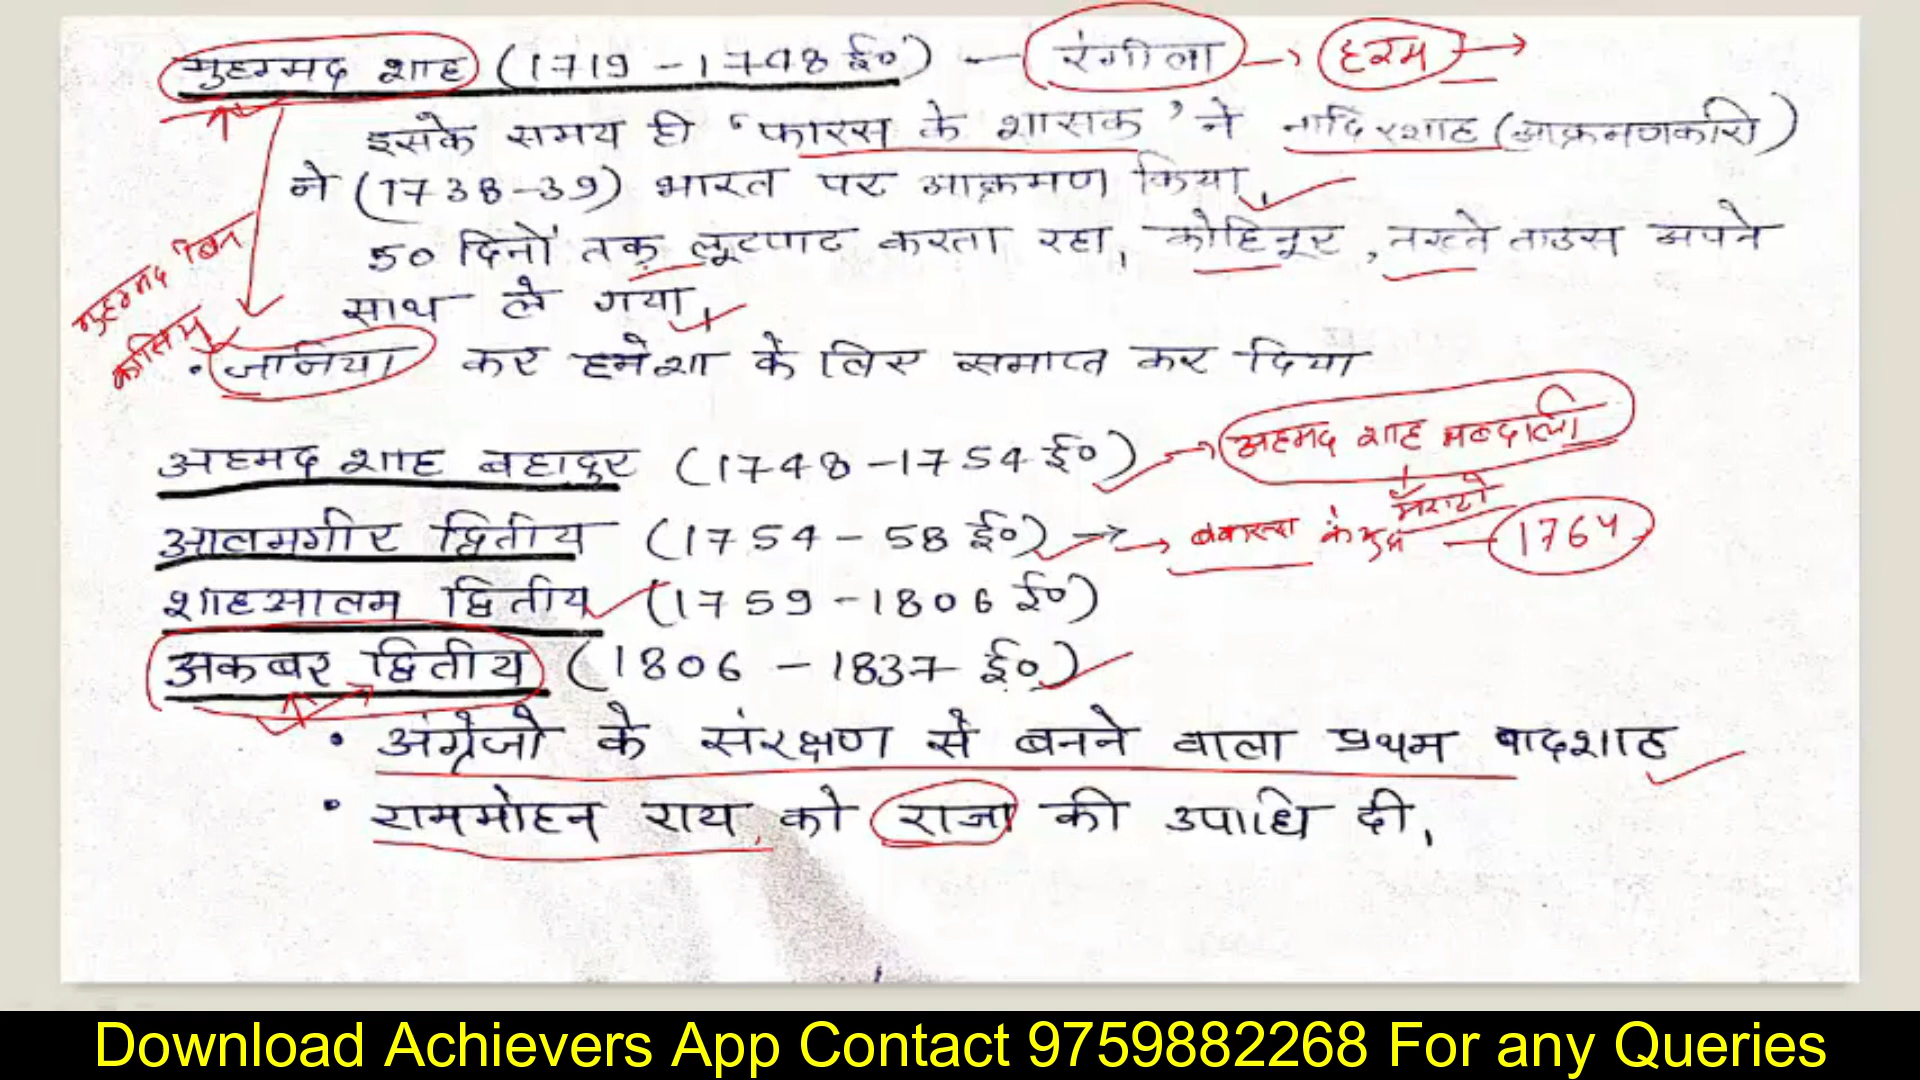 मुहम्मद शाह (1719 - 1748 ई०) - रंगीला → हरम →
इसके समय ही 'फारस के शासक' ने नादिरशाह (आक्रमणकारी)
ने (1738-39) भारत पर आक्रमण किया,
50 दिनों तक लूटपाट करता रहा, कोहिनूर, तख्ते ताउस अपने
साथ ले गया,
मुहम्मद बिन
कासिम
• जजिया कर हमेशा के लिए समाप्त कर दिया
अहमद शाह बहादुर (1748 -1754 ई०) → अहमद शाह अब्दाली
मराठो
आलमगीर द्वितीय (1754 - 58 ई०) → → के युद्ध - 1764
शाहआलम द्वितीय (1759 -1806 ई०)
अकबर द्वितीय (1806 - 1837 ई०)
• अंग्रेजो के संरक्षण से बनने वाला प्रथम बादशाह
• राममोहन राय को राजा की उपाधि दी,
Download Achievers App Contact 9759882268 For any Queries